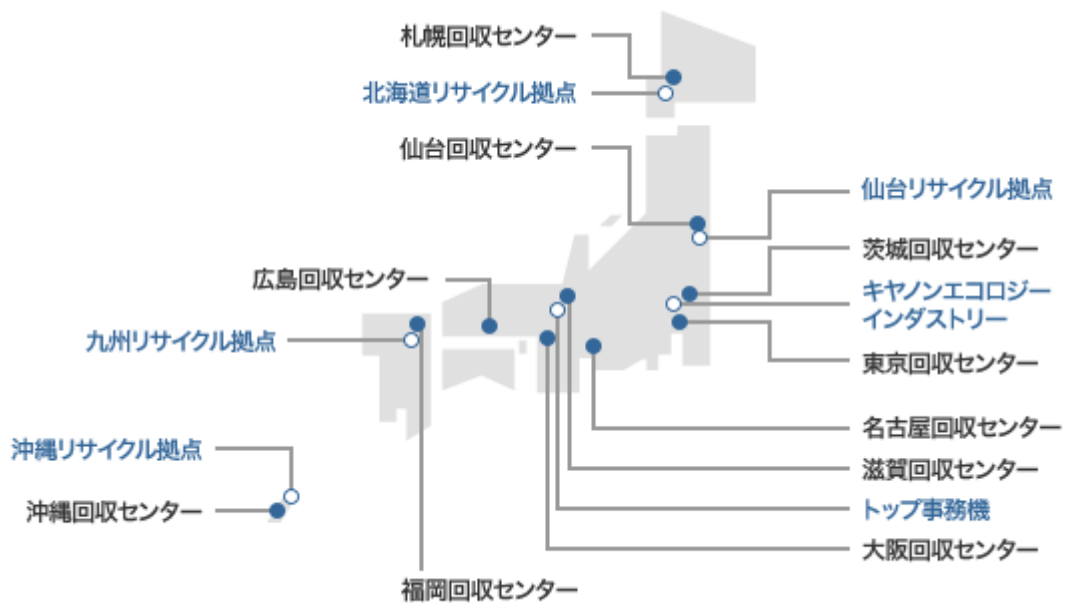 札幌回収センター
北海道リサイクル拠点
仙台回収センター
仙台リサイクル拠点
茨城回収センター
広島回収センター
キヤノンエコロジー
インダストリー
九州リサイクル拠点
東京回収センター
名古屋回収センター
沖縄リサイクル拠点
滋賀回収センター
沖縄回収センター
トップ事務機
大阪回収センター
福岡回収センター